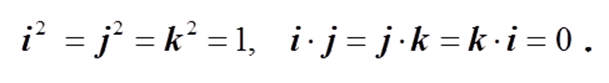 i² = j² = k² = 1, i · j = j · k = k · i = 0 .